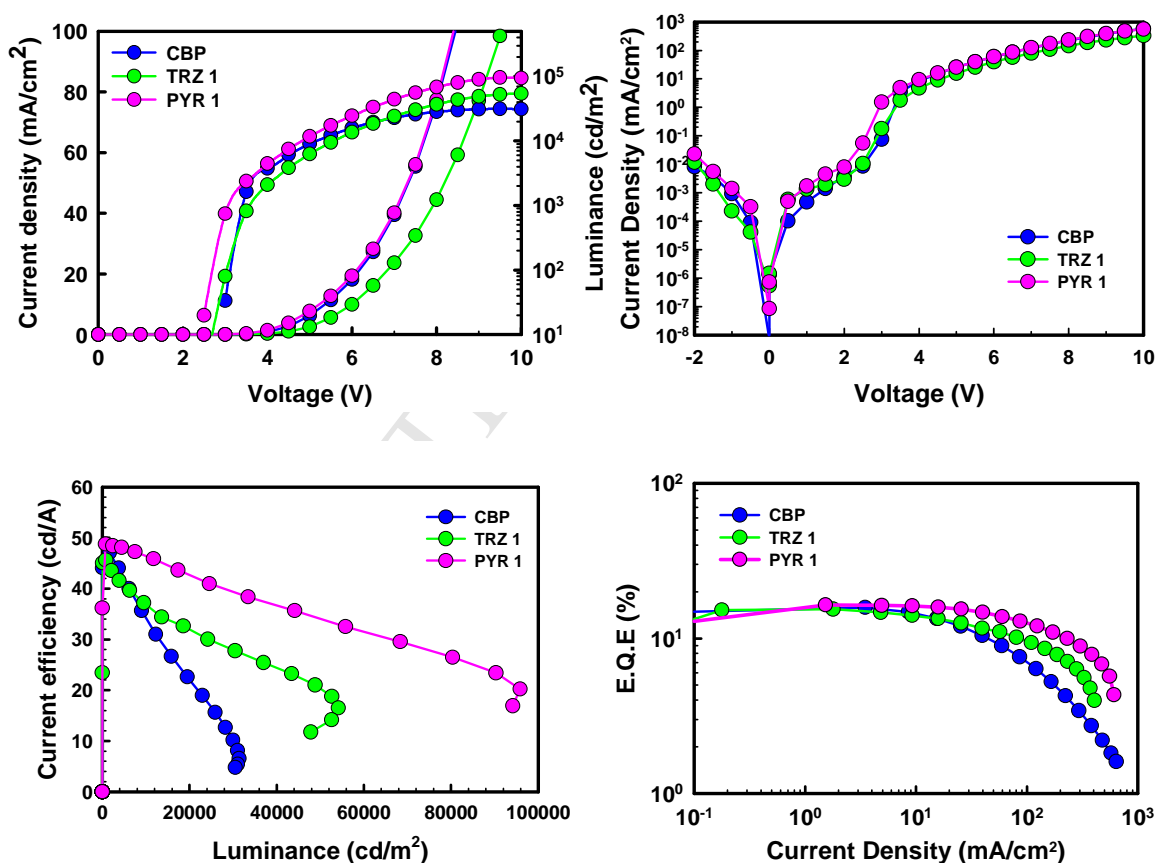 100
80
60
40
20
0
Current density (mA/cm²)
CBP
TRZ 1
PYR 1
10⁵
10⁴
10³
10²
10¹
Luminance (cd/m²)
0 2 4 6 8 10
Voltage (V)
10³
10²
10¹
10⁰
10⁻¹
10⁻²
10⁻³
10⁻⁴
10⁻⁵
10⁻⁶
10⁻⁷
10⁻⁸
Current Density (mA/cm²)
CBP
TRZ 1
PYR 1
-2 0 2 4 6 8 10
Voltage (V)
60
50
40
30
20
10
0
Current efficiency (cd/A)
CBP
TRZ 1
PYR 1
0 20000 40000 60000 80000 100000
Luminance (cd/m²)
10²
10¹
10⁰
E.Q.E (%)
CBP
TRZ 1
PYR 1
10⁻¹ 10⁰ 10¹ 10² 10³
Current Density (mA/cm²)